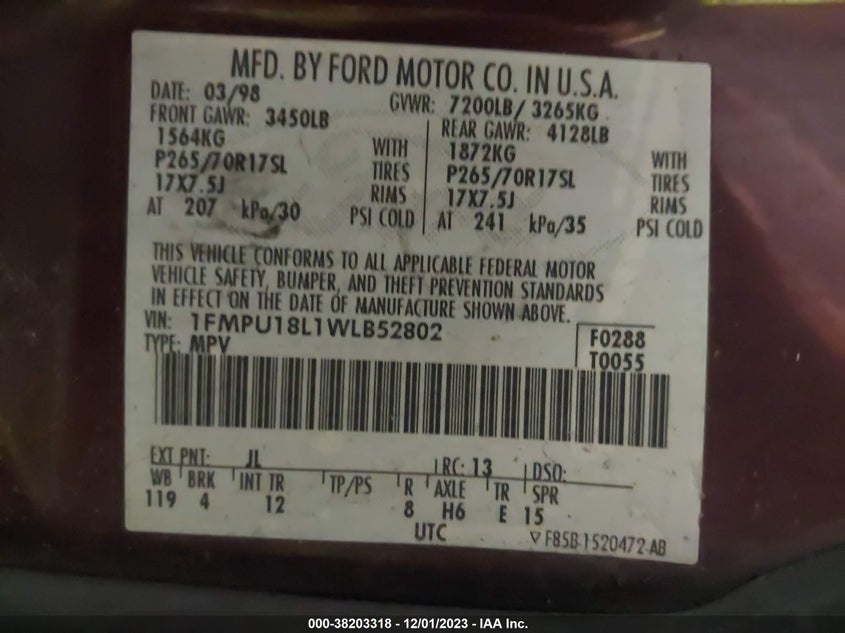 MFD. BY FORD MOTOR CO. IN U.S.A.
DATE: 03/98 GVWR: 7200LB/ 3265KG
FRONT GAWR: 3450LB REAR GAWR: 4128LB
1564KG WITH 1872KG WITH
P265/70R17SL TIRES P265/70R17SL TIRES
17X7.5J RIMS 17X7.5J RIMS
AT 207 kPa/30 PSI COLD AT 241 kPa/35 PSI COLD
THIS VEHICLE CONFORMS TO ALL APPLICABLE FEDERAL MOTOR
VEHICLE SAFETY, BUMPER, AND THEFT PREVENTION STANDARDS
IN EFFECT ON THE DATE OF MANUFACTURE SHOWN ABOVE.
VIN: 1FMPU18L1WLB52802 F0288
TYPE: MPV T0055
EXT PNT: JL RC: 13 DSO:
WB BRK INT TR TP/PS R AXLE TR SPR
119 4 12 8 H6 E 15
UTC ▽F85B-1520472-AB
000-38203318 - 12/01/2023 - IAA Inc.